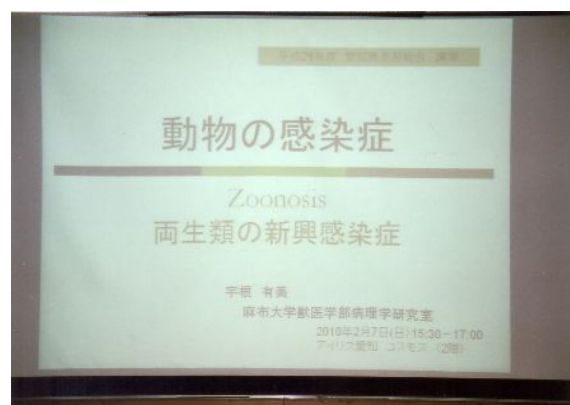 動物の感染症
Zoonosis
両生類の新興感染症
宇根 有美
麻布大学獣医学部病理学研究室
2010年2月7日(日)15:30-17:00
アイリス愛知 コスモス (2階)